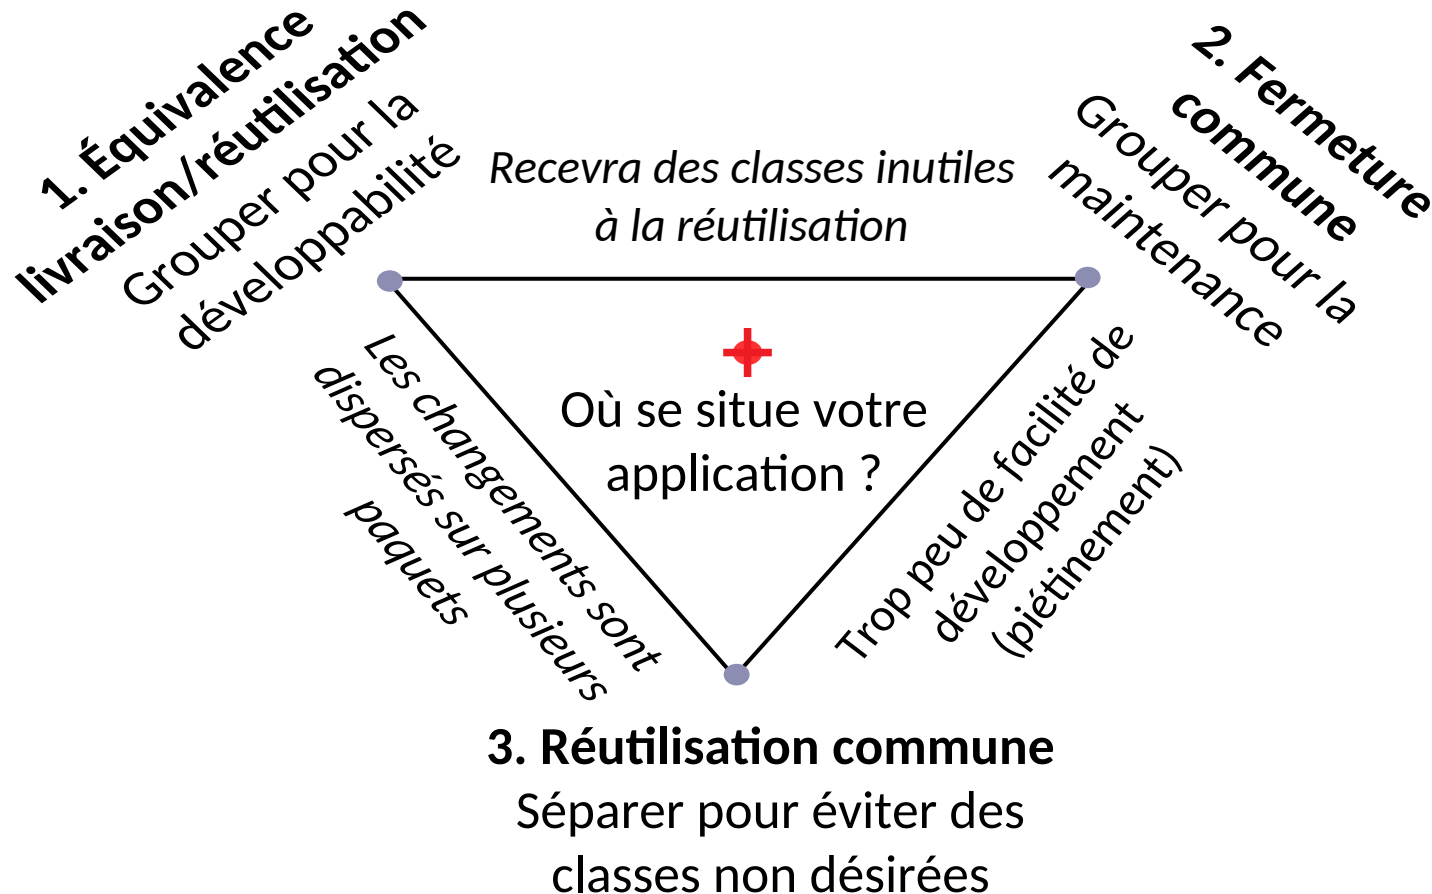 1. Équivalence
livraison/réutilisation
Grouper pour la
développabilité
2. Fermeture
commune
Grouper pour la
maintenance
Recevra des classes inutiles
à la réutilisation
Où se situe votre
application ?
Les changements sont
dispersés sur plusieurs
paquets
Trop peu de facilité de
développement
(piétinement)
3. Réutilisation commune
Séparer pour éviter des
classes non désirées